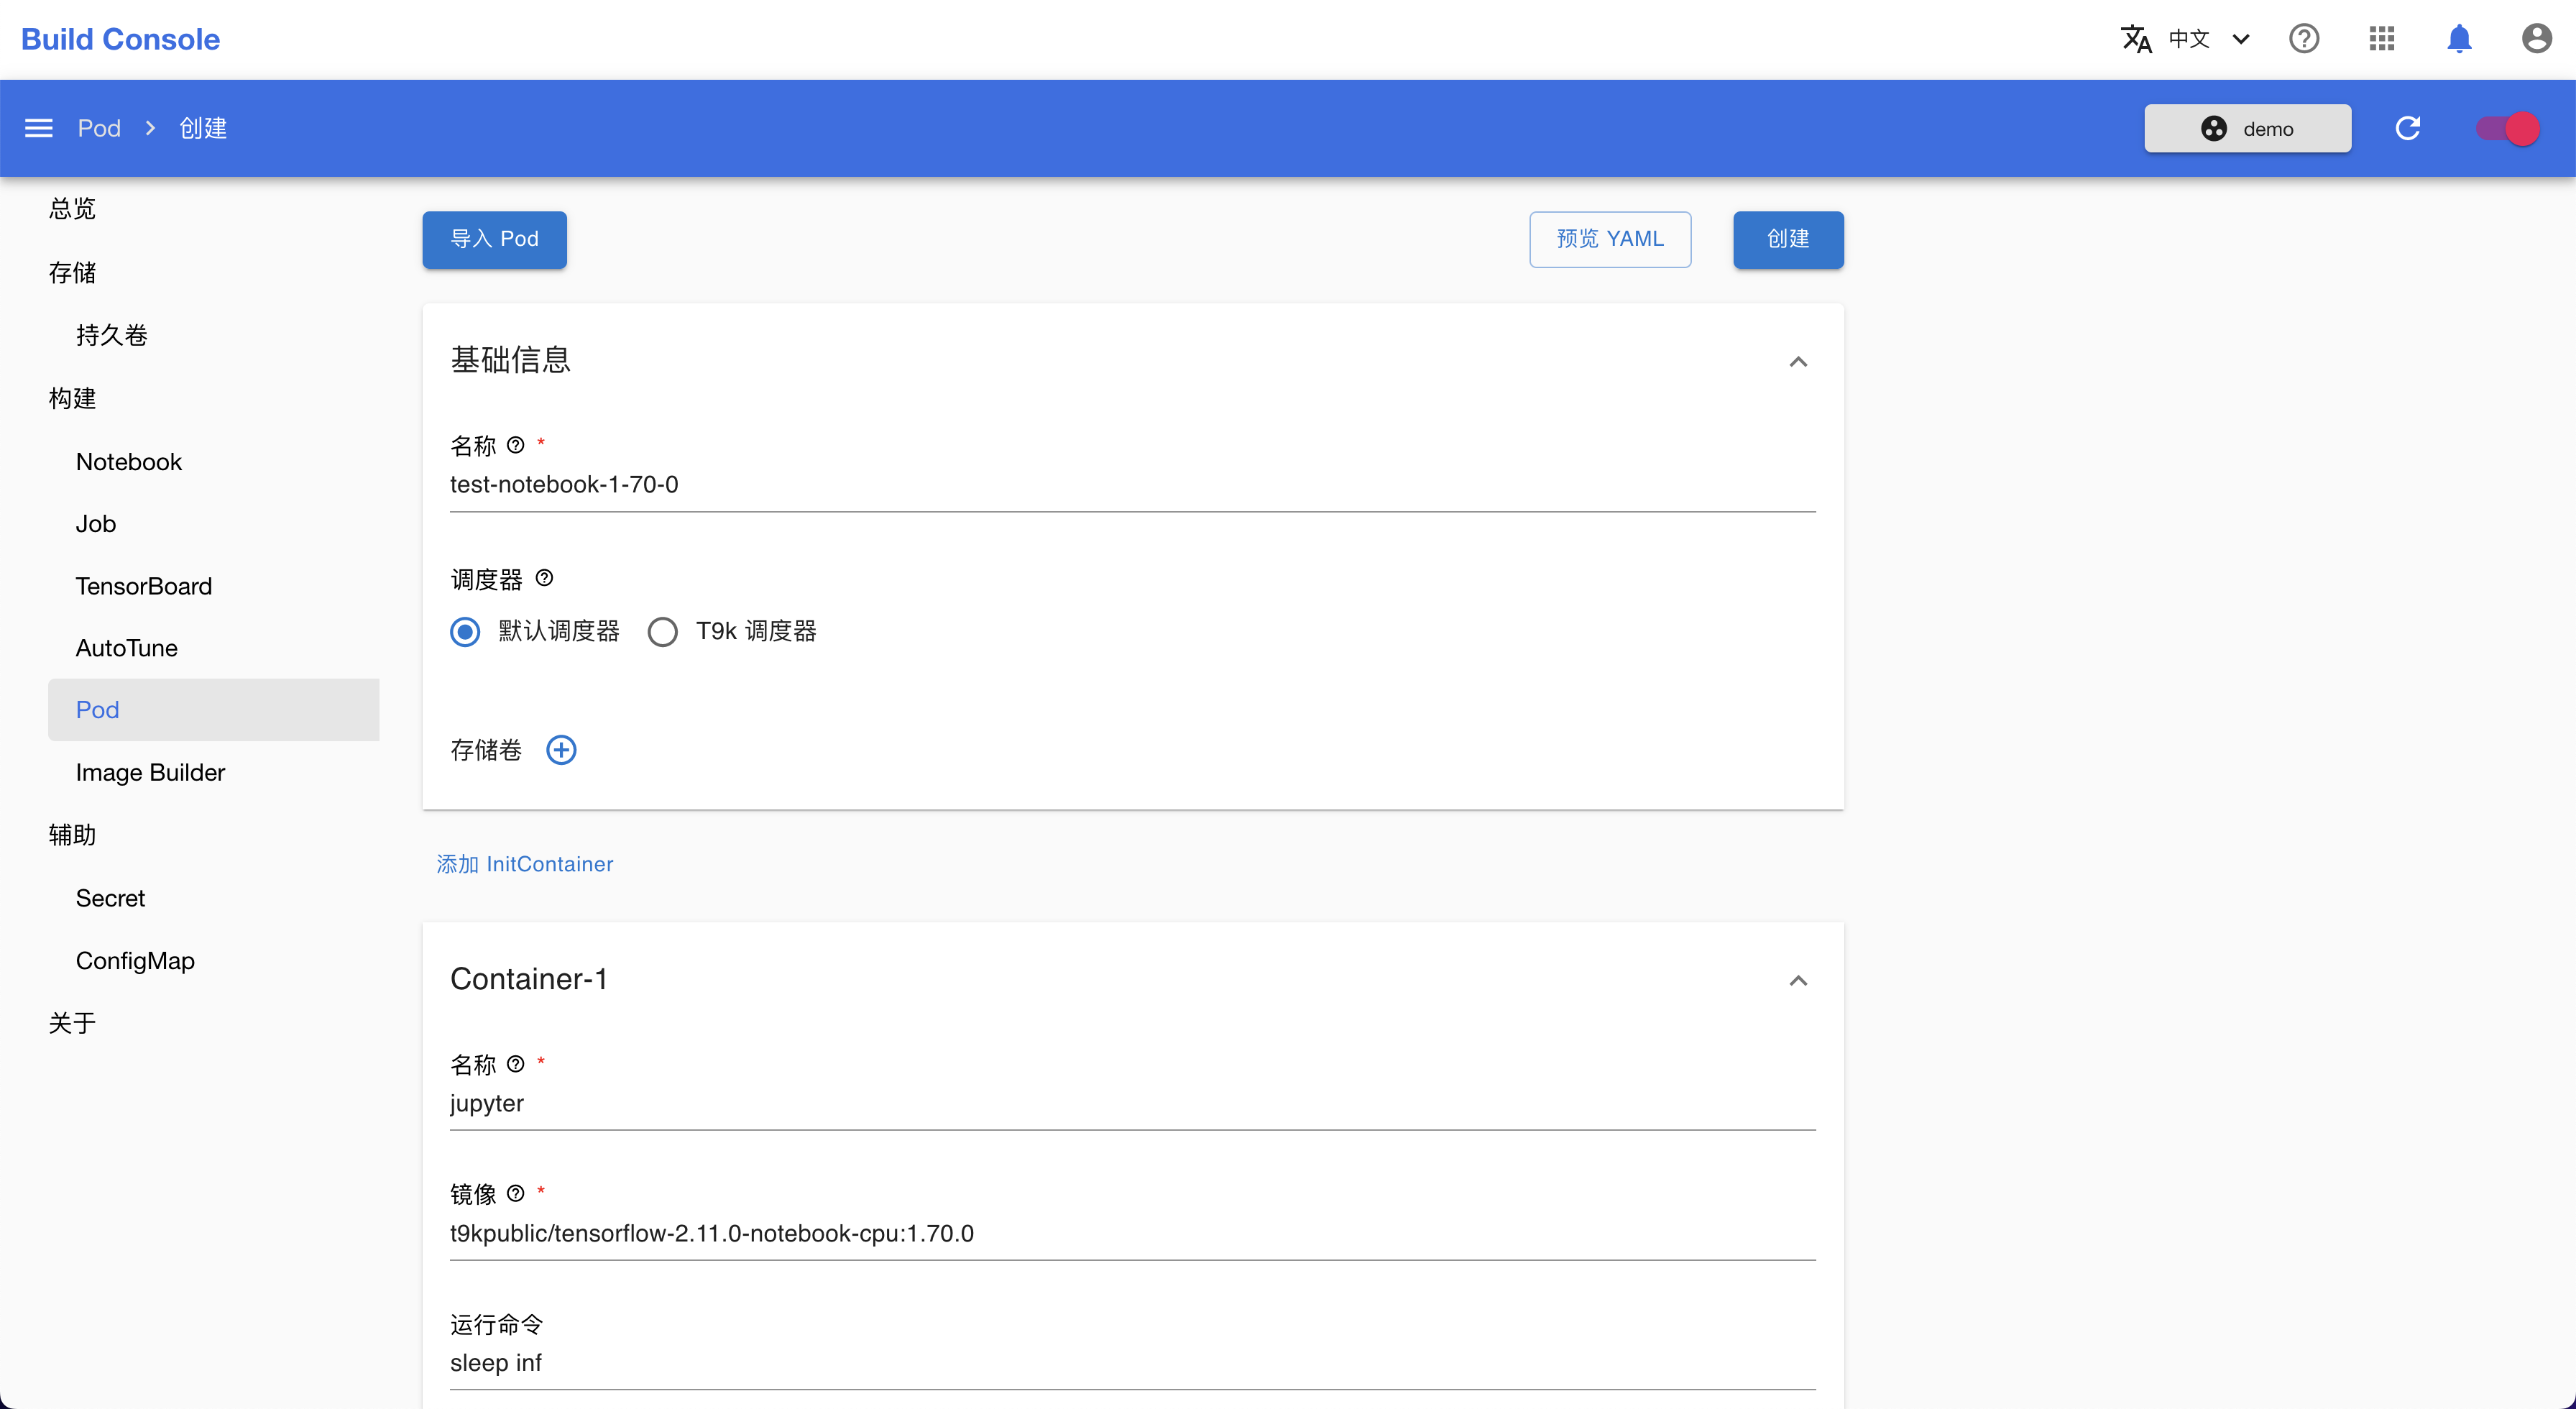 Build Console
中文
Pod
创建
demo
总览
存储
持久卷
构建
Notebook
Job
TensorBoard
AutoTune
Pod
Image Builder
辅助
Secret
ConfigMap
关于
导入 Pod
预览 YAML
创建
基础信息
名称 *
test-notebook-1-70-0
调度器
默认调度器
T9k 调度器
存储卷
添加 InitContainer
Container-1
名称 *
jupyter
镜像 *
t9kpublic/tensorflow-2.11.0-notebook-cpu:1.70.0
运行命令
sleep inf